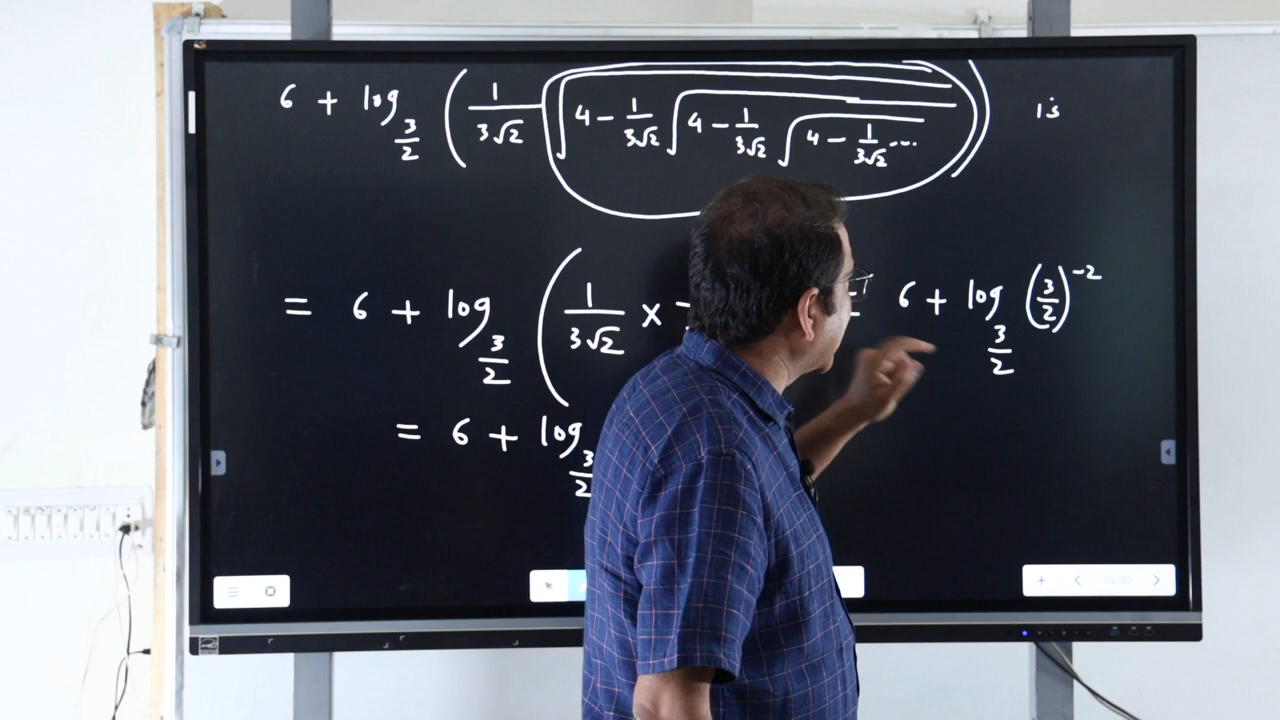 6 + log_{3/2} ( 1/(3√2) √(4 - 1/(3√2) √(4 - 1/(3√2) √(4 - 1/(3√2) ...))) ) is
= 6 + log_{3/2} ( 1/(3√2) × 6 + log_{3/2} (3/2)^{-2}
= 6 + log_{3/2}